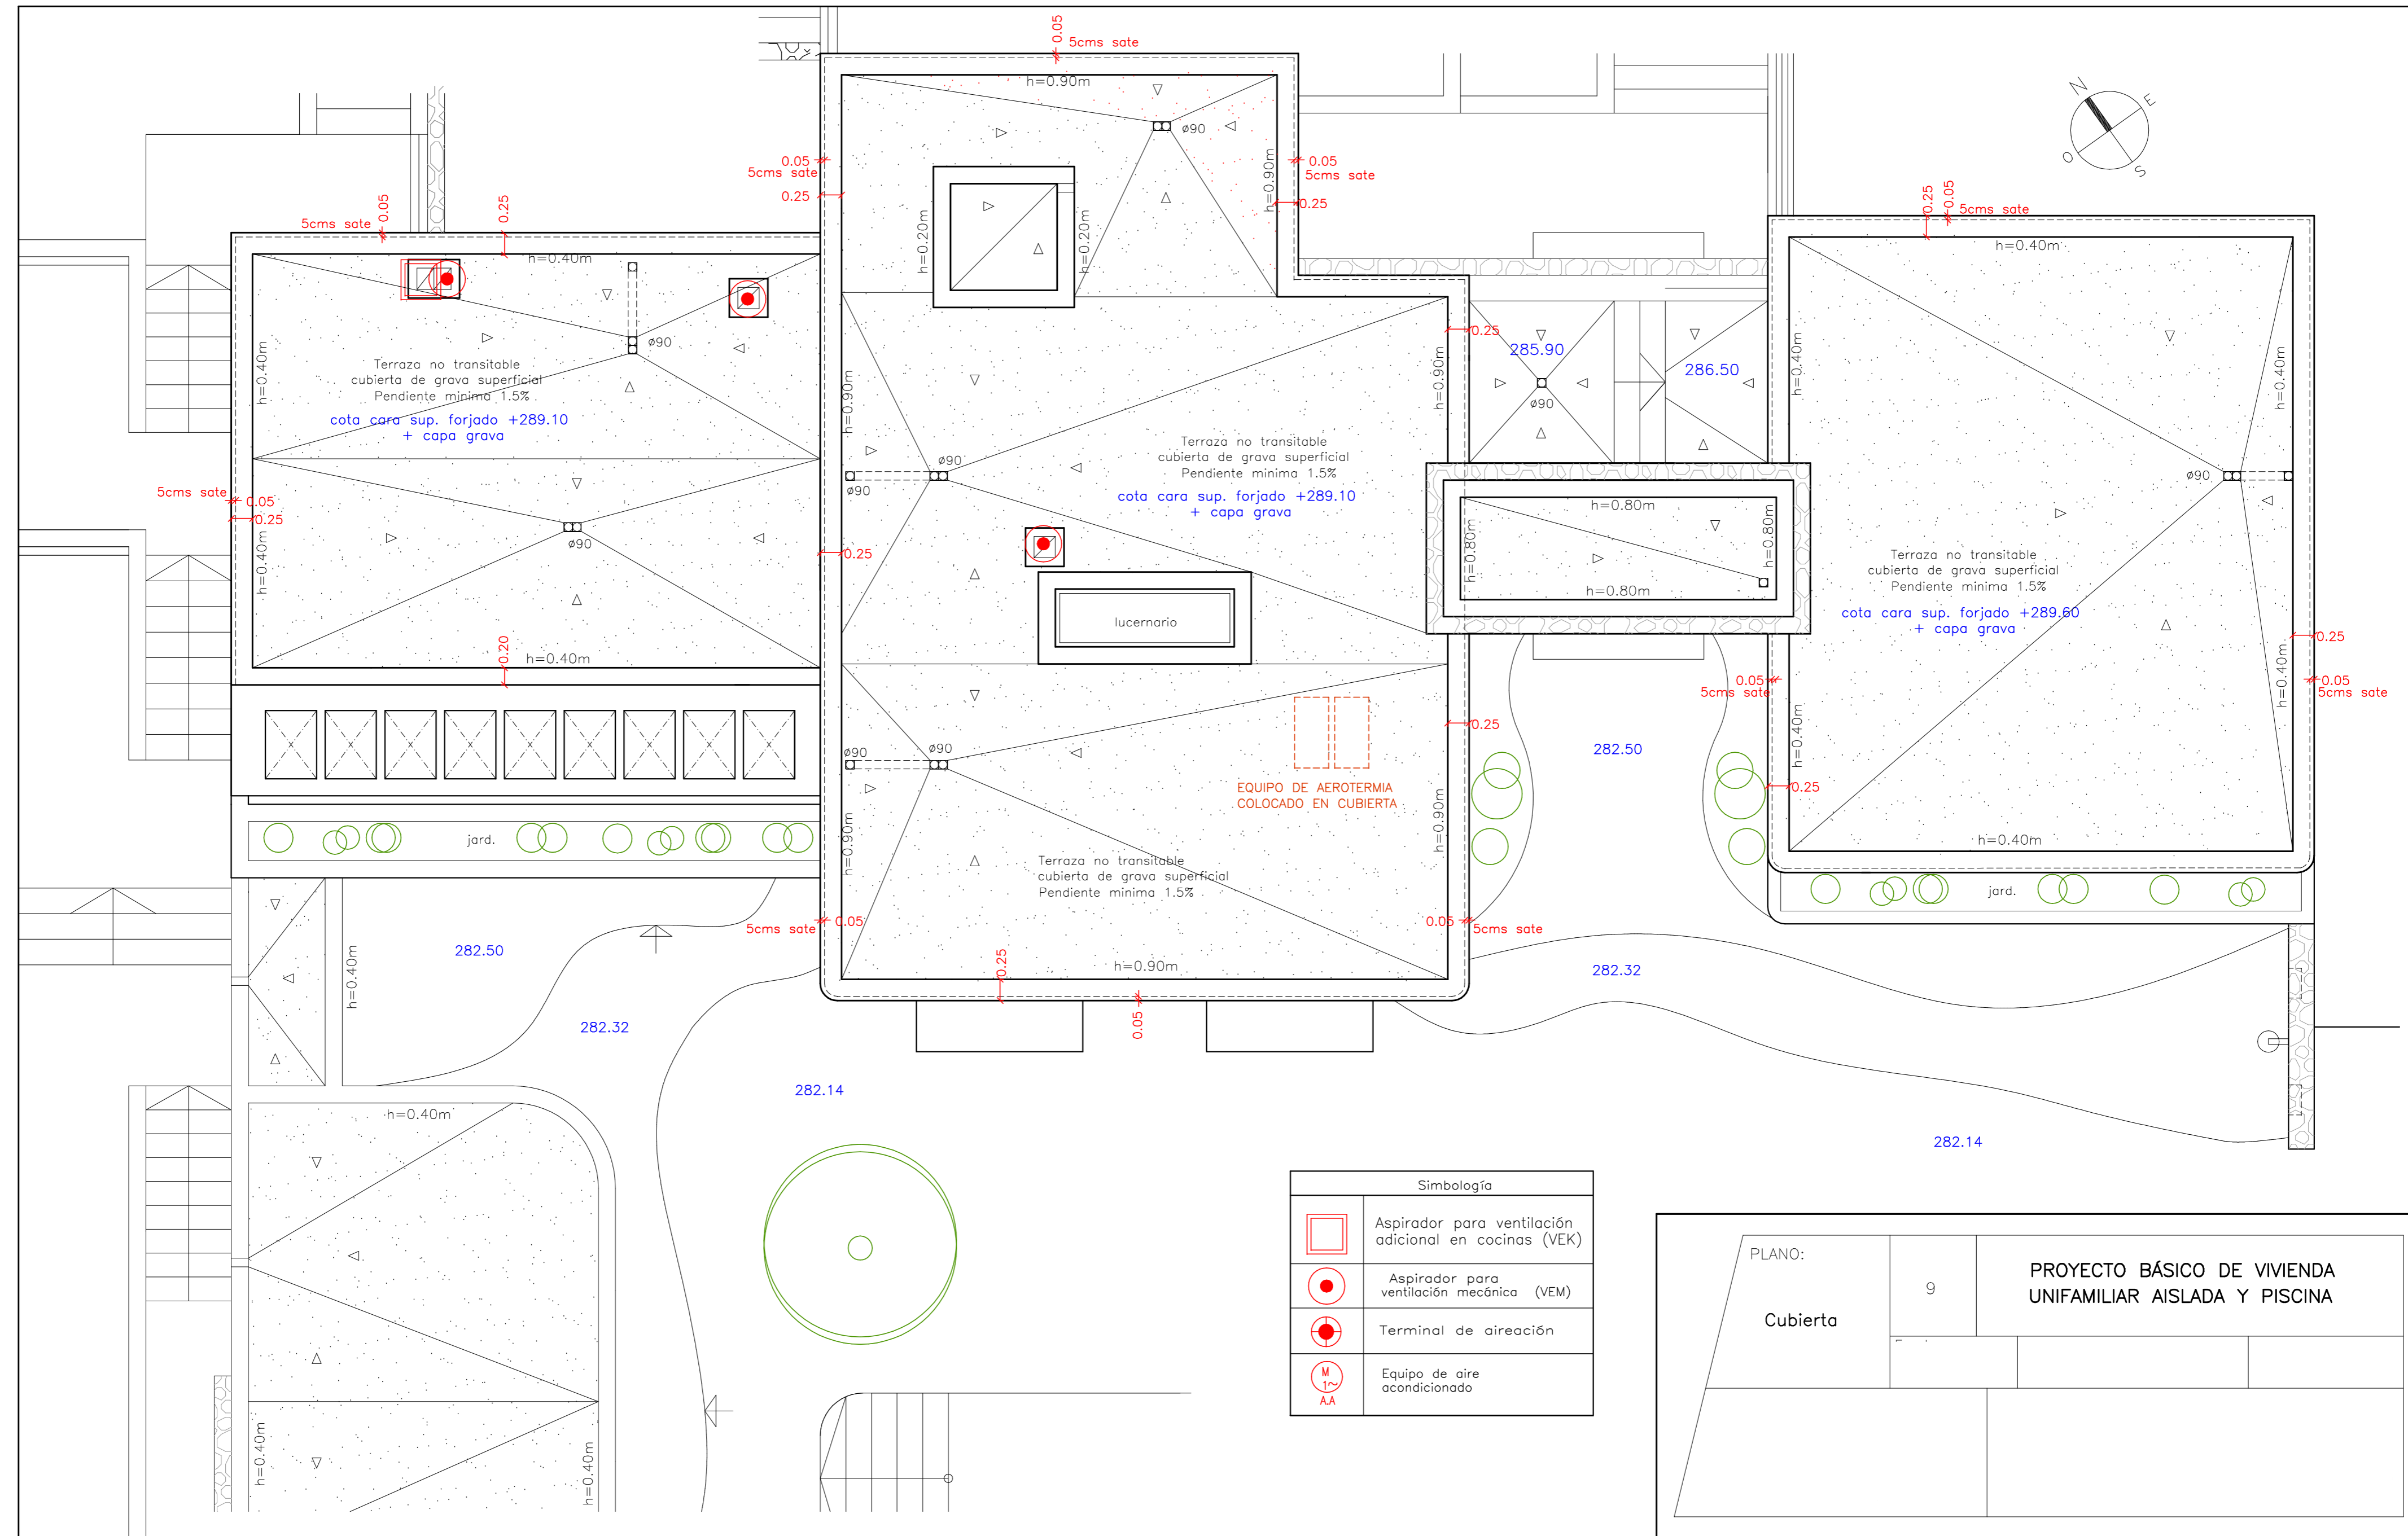 0.05
5cms sate
h=0.90m
N
E
O
S
ø90
0.05
5cms sate
0.25
h=0.90m
0.05
5cms sate
0.25
h=0.20m
h=0.20m
5cms sate
0.05
0.25
h=0.40m
0.25
0.05
5cms sate
h=0.40m
ø90
Terraza no transitable
cubierta de grava superficial
Pendiente minima 1.5%
cota cara sup. forjado +289.10
+ capa grava
h=0.40m
h=0.90m
0.25
h=0.90m
285.90
ø90
286.50
h=0.40m
h=0.40m
Terraza no transitable
cubierta de grava superficial
Pendiente minima 1.5%
cota cara sup. forjado +289.10
+ capa grava
ø90
ø90
ø90
5cms sate
0.05
0.25
h=0.40m
ø90
0.25
h=0.80m
h=0.80m
h=0.80m
h=0.80m
Terraza no transitable
cubierta de grava superficial
Pendiente minima 1.5%
cota cara sup. forjado +289.60
+ capa grava
lucernario
0.20
h=0.40m
0.25
0.05
5cms sate
0.05
5cms sate
h=0.40m
h=0.40m
0.25
0.25
282.50
ø90
ø90
EQUIPO DE AEROTERMIA
COLOCADO EN CUBIERTA
h=0.90m
h=0.90m
h=0.40m
jard.
jard.
Terraza no transitable
cubierta de grava superficial
Pendiente minima 1.5%
5cms sate
0.05
0.05
5cms sate
h=0.90m
0.25
0.05
282.50
h=0.40m
282.32
282.32
282.14
282.14
h=0.40m
h=0.40m
h=0.40m
Simbología
Aspirador para ventilación
adicional en cocinas (VEK)
Aspirador para
ventilación mecánica (VEM)
Terminal de aireación
M
1~
A.A
Equipo de aire
acondicionado
PLANO:
Cubierta
9
PROYECTO BÁSICO DE VIVIENDA
UNIFAMILIAR AISLADA Y PISCINA